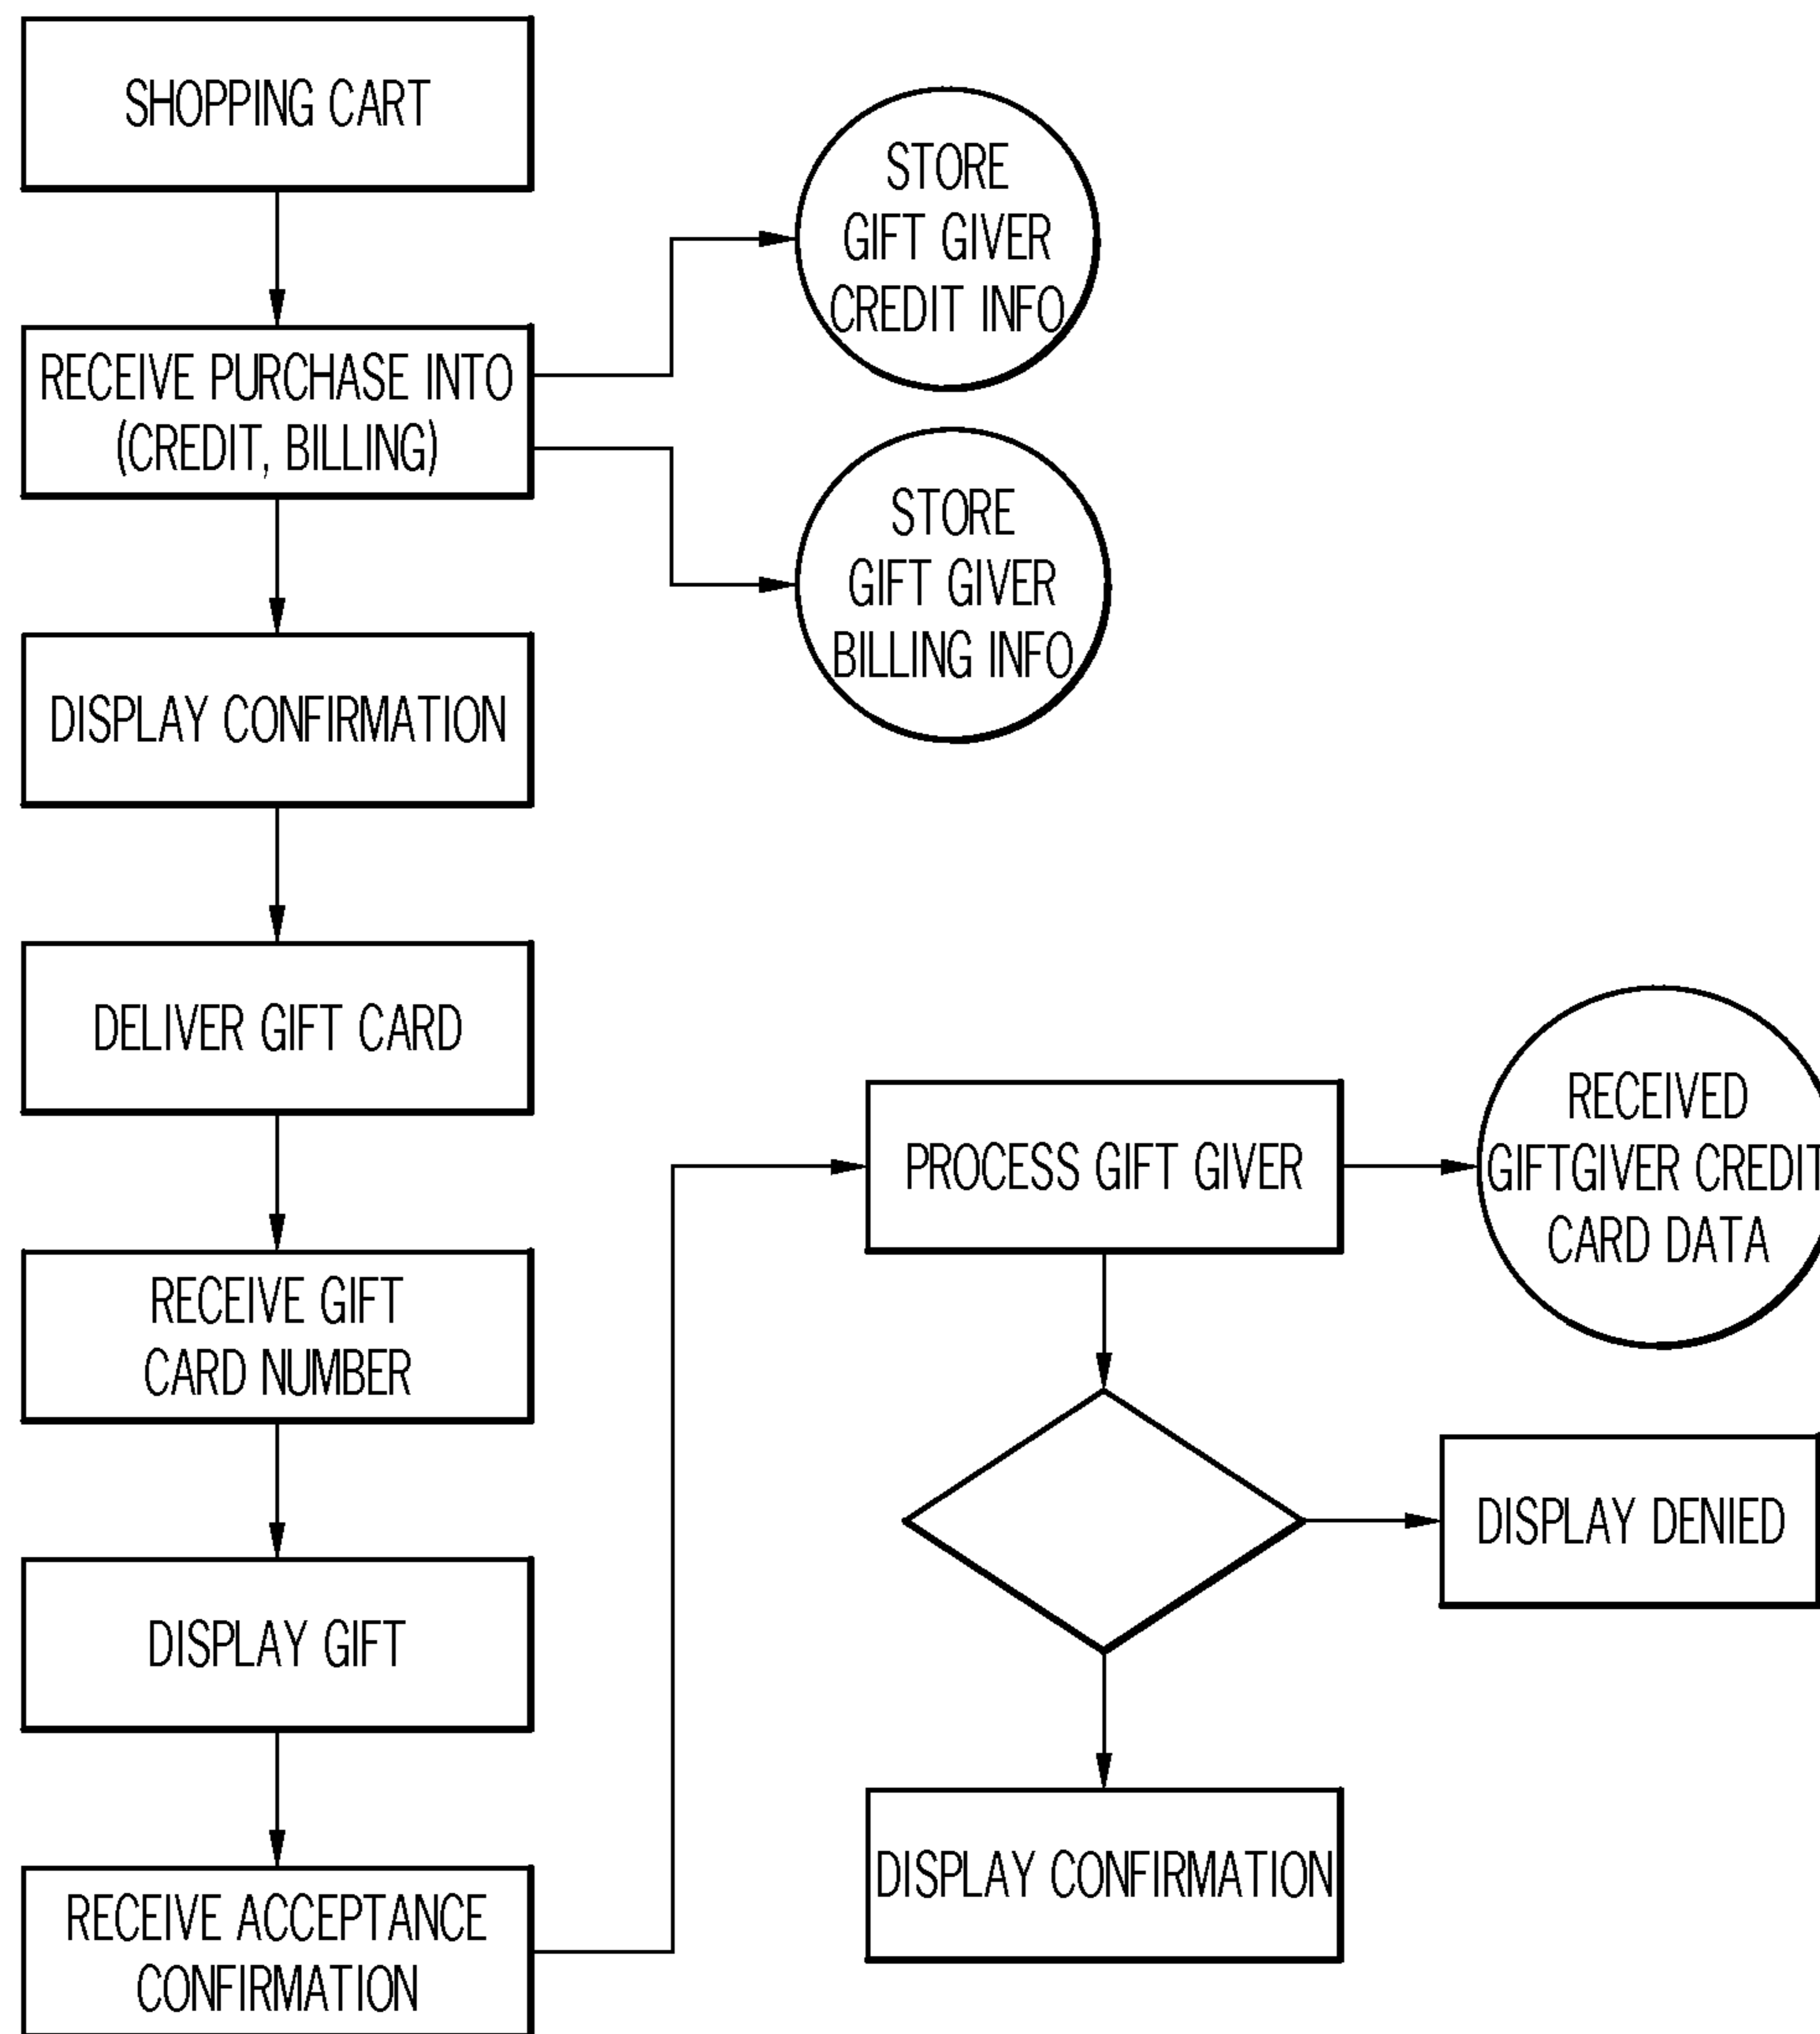 SHOPPING CART
STORE
GIFT GIVER
CREDIT INFO
RECEIVE PURCHASE INTO
(CREDIT, BILLING)
STORE
GIFT GIVER
BILLING INFO
DISPLAY CONFIRMATION
DELIVER GIFT CARD
RECEIVE GIFT
CARD NUMBER
DISPLAY GIFT
RECEIVE ACCEPTANCE
CONFIRMATION
PROCESS GIFT GIVER
RECEIVED
GIFTGIVER CREDIT
CARD DATA
DISPLAY DENIED
DISPLAY CONFIRMATION